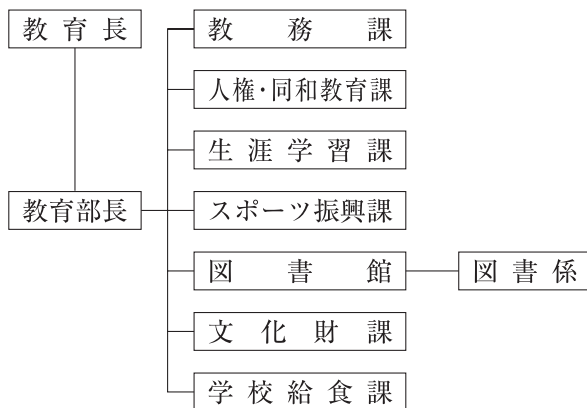 教育長
教務課
人権・同和教育課
生涯学習課
教育部長
スポーツ振興課
図書館
図書係
文化財課
学校給食課